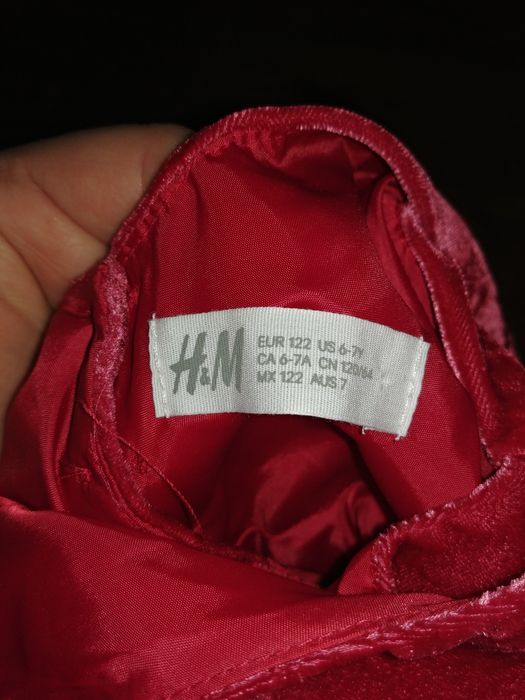 H&M
EUR 122 US 6-7Y
CA 6-7A CN 120/64
MX 122 AUS 7